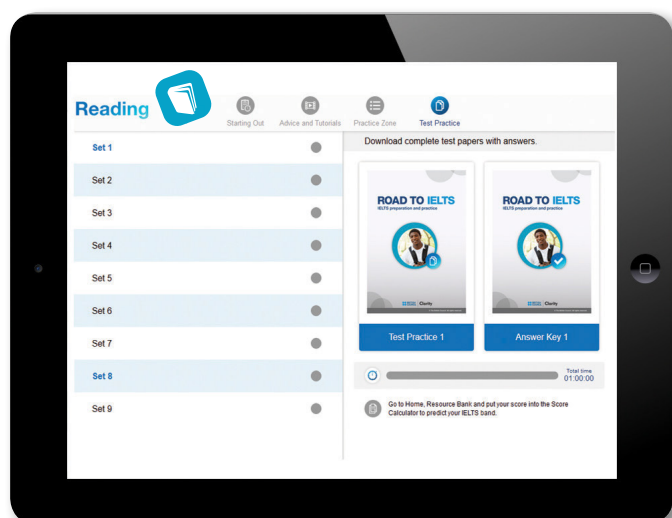 Reading
Starting Out
Advice and Tutorials
Practice Zone
Test Practice
Set 1
Set 2
Set 3
Set 4
Set 5
Set 6
Set 7
Set 8
Set 9
Download complete test papers with answers.
ROAD TO IELTS
IELTS preparation and practice
Clarity
Test Practice 1
ROAD TO IELTS
IELTS preparation and practice
Clarity
Answer Key 1
Total time
01:00:00
Go to Home, Resource Bank and put your score into the Score
Calculator to predict your IELTS band.